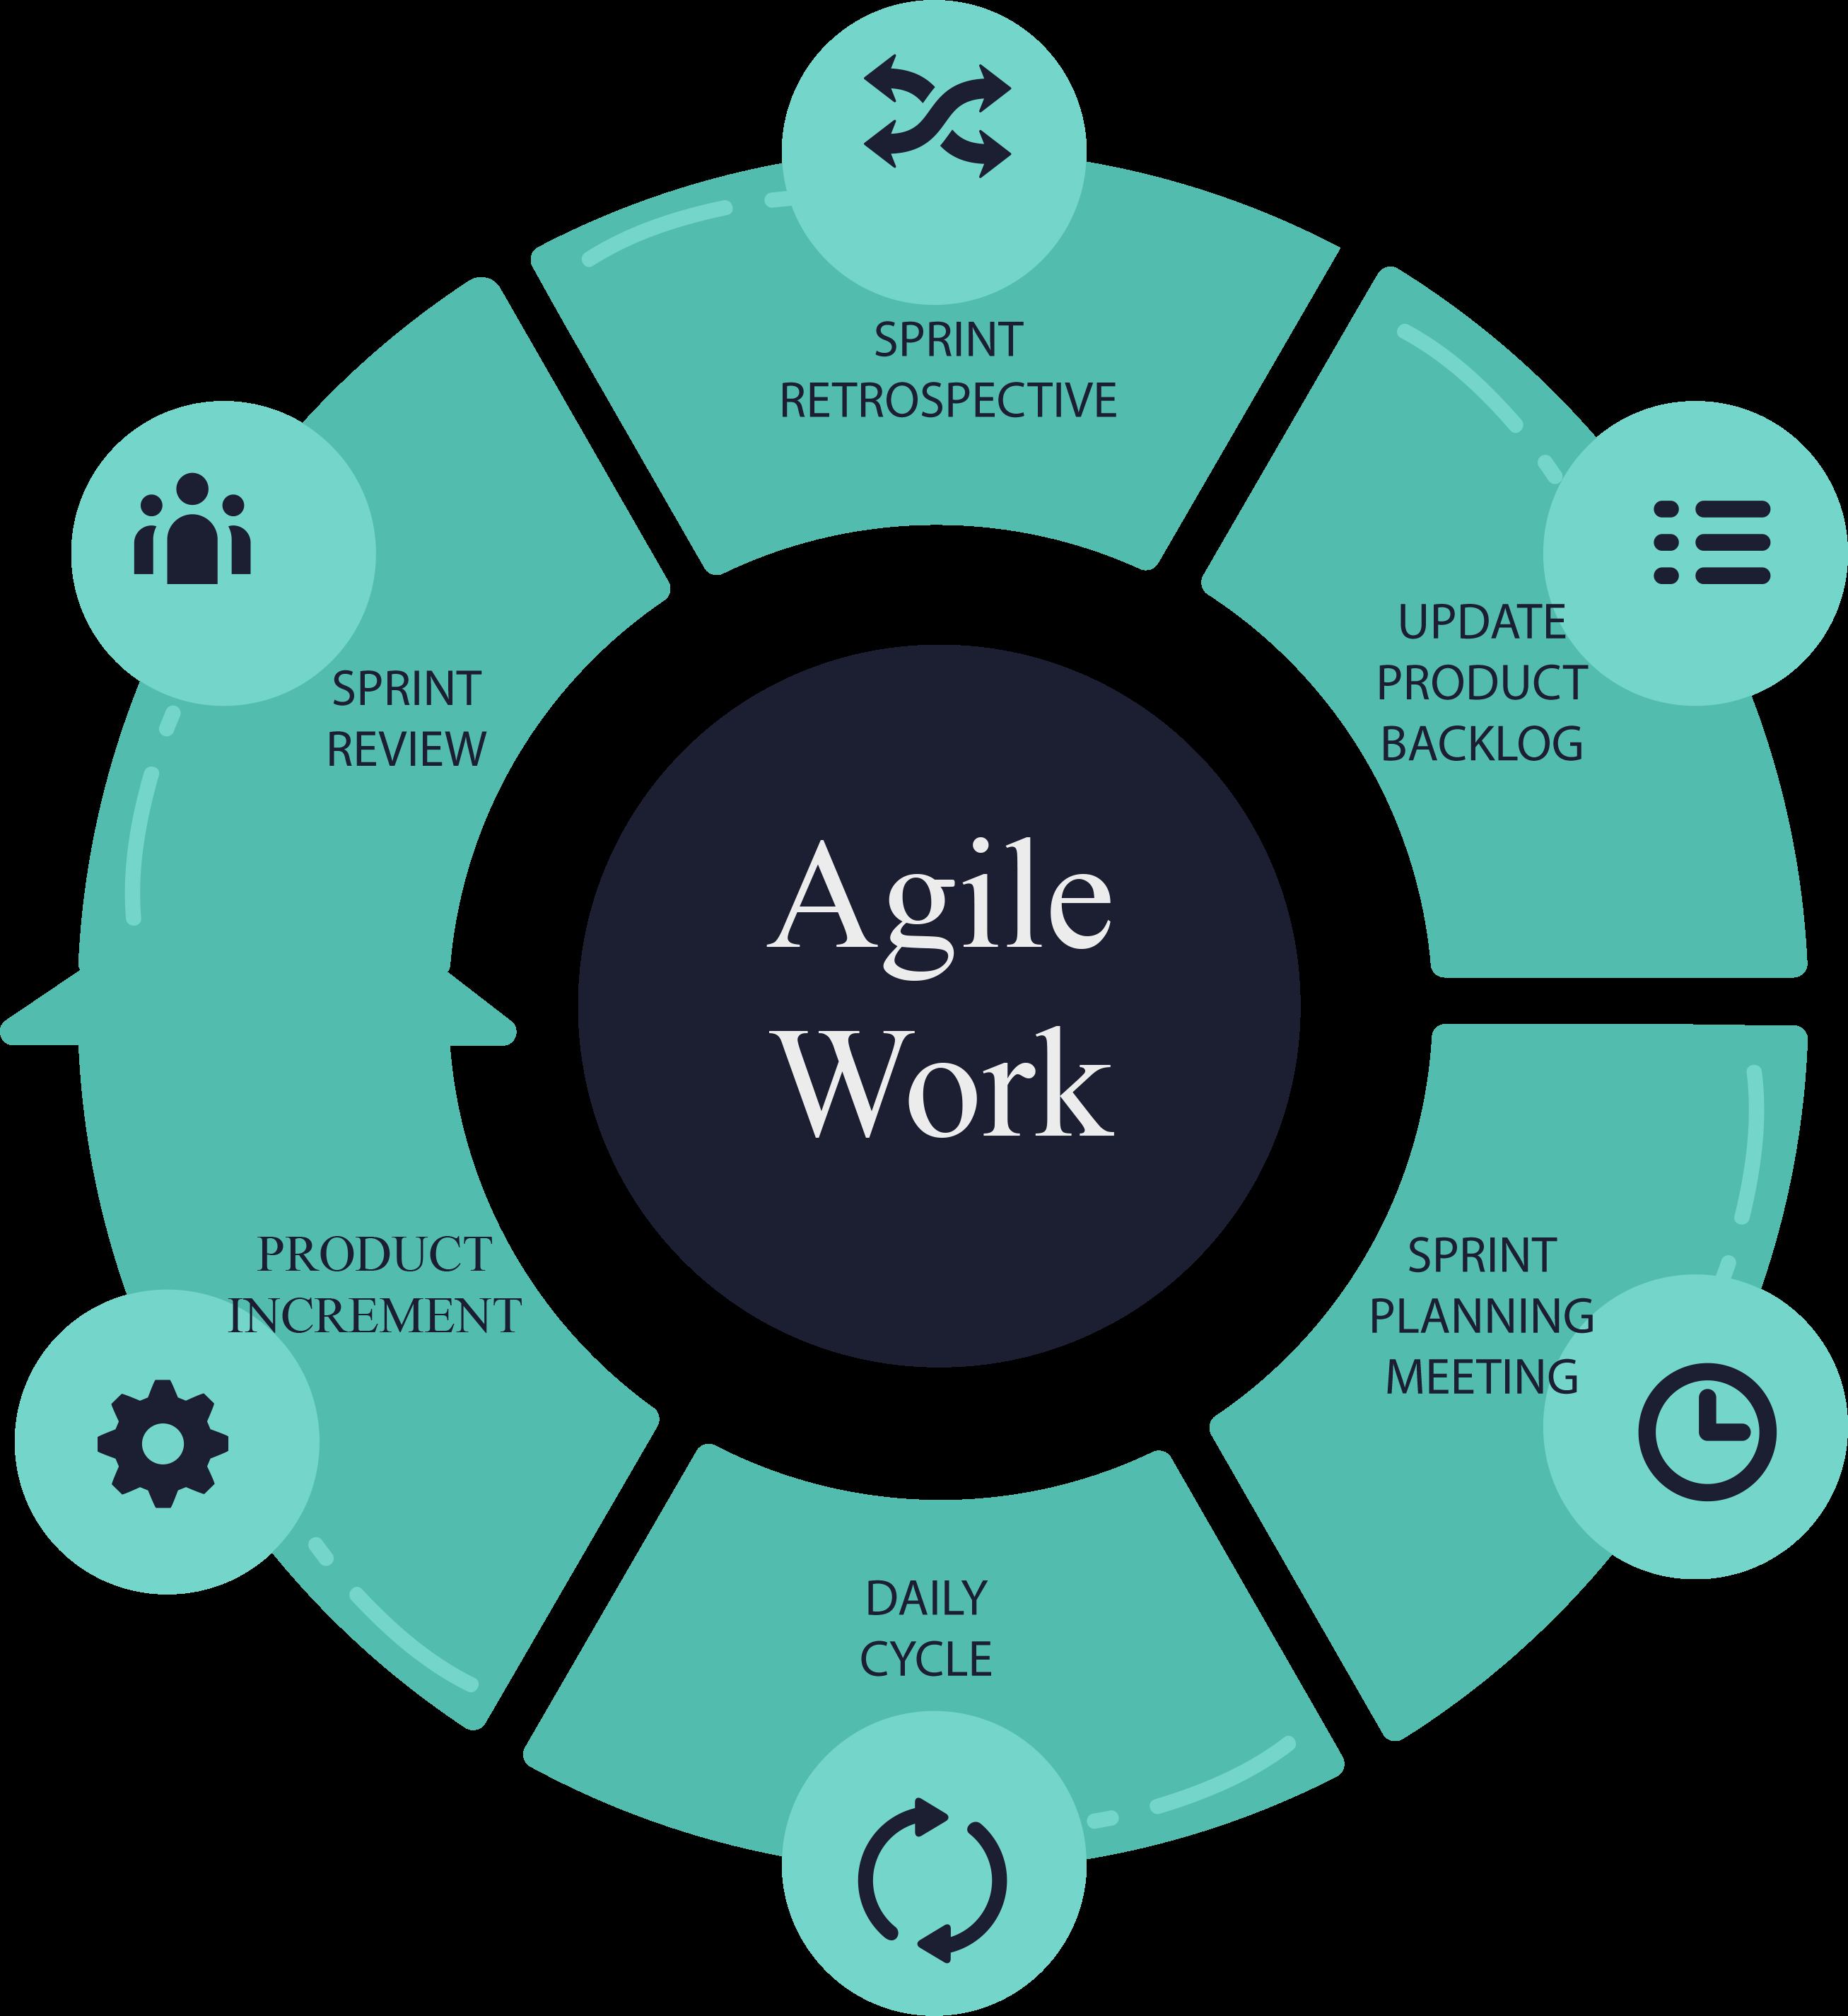 SPRINT
RETROSPECTIVE
UPDATE
PRODUCT
BACKLOG
SPRINT
REVIEW
Agile
Work
SPRINT
PLANNING
MEETING
PRODUCT
INCREMENT
DAILY
CYCLE